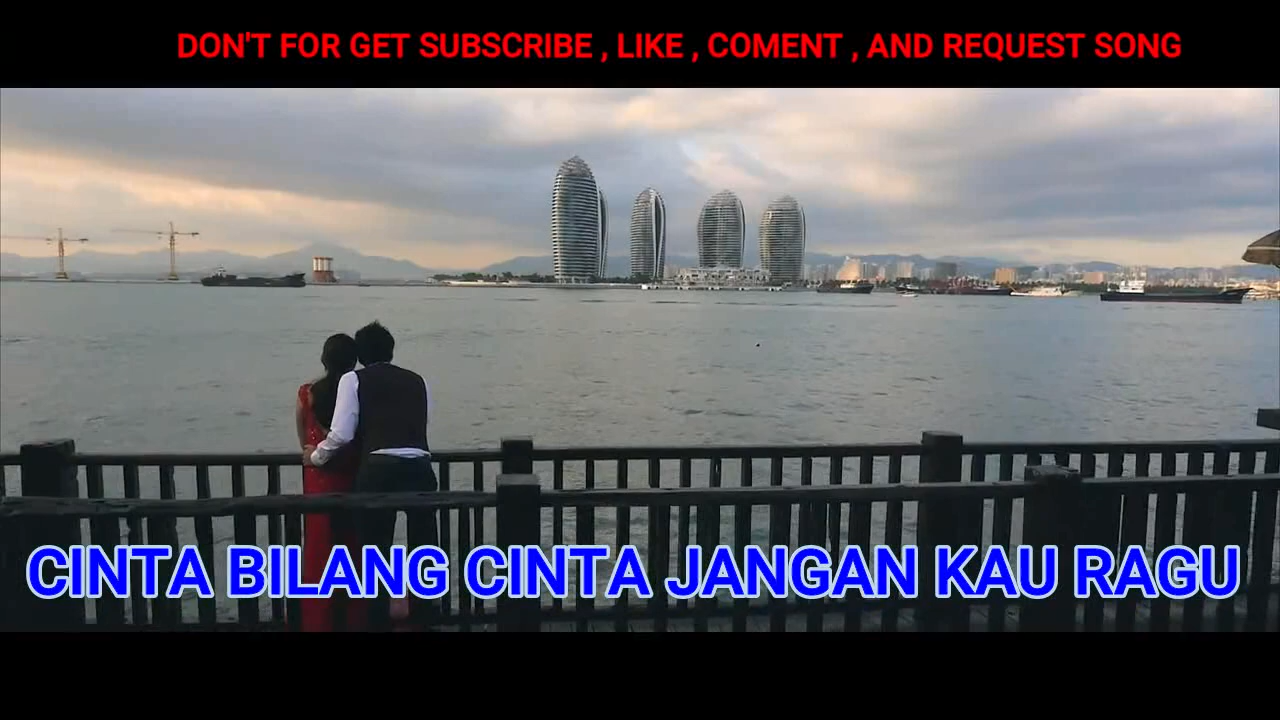 DON'T FOR GET SUBSCRIBE , LIKE , COMENT , AND REQUEST SONG
CINTA BILANG CINTA JANGAN KAU RAGU